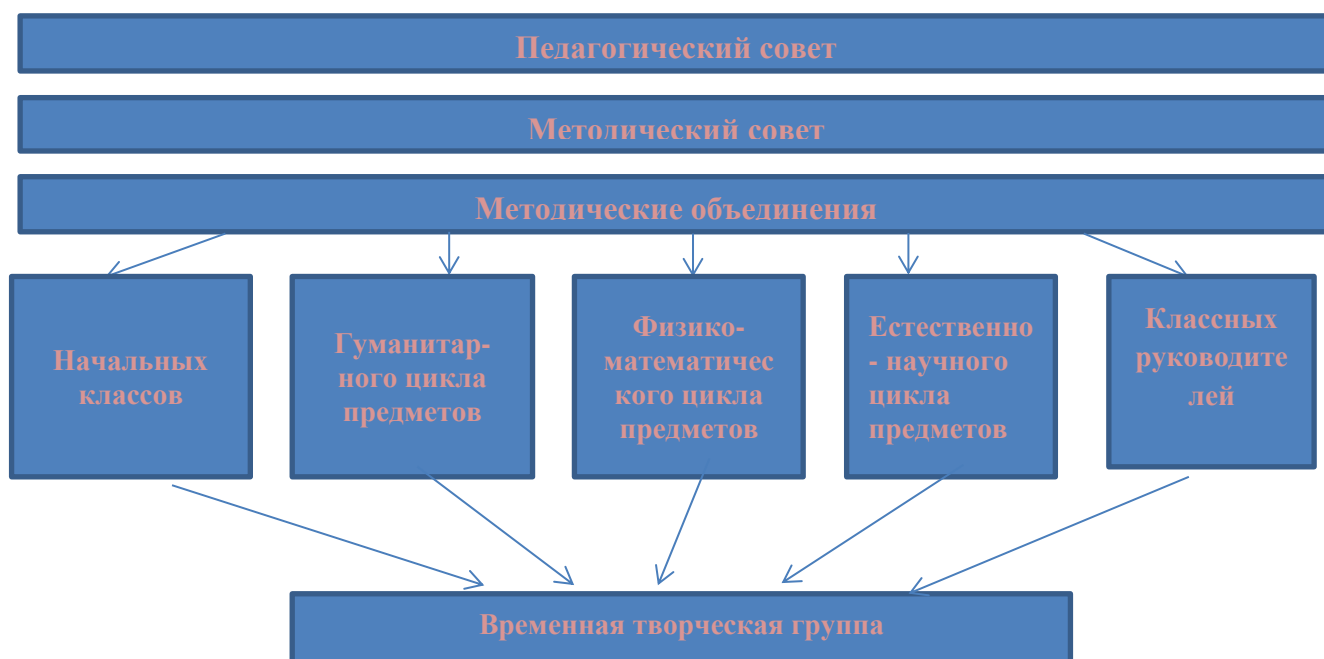 Педагогический совет
Методический совет
Методические объединения
Начальных
классов
Гуманитар-
ного цикла
предметов
Физико-
математичес
кого цикла
предметов
Естественно
- научного
цикла
предметов
Классных
руководите
лей
Временная творческая группа